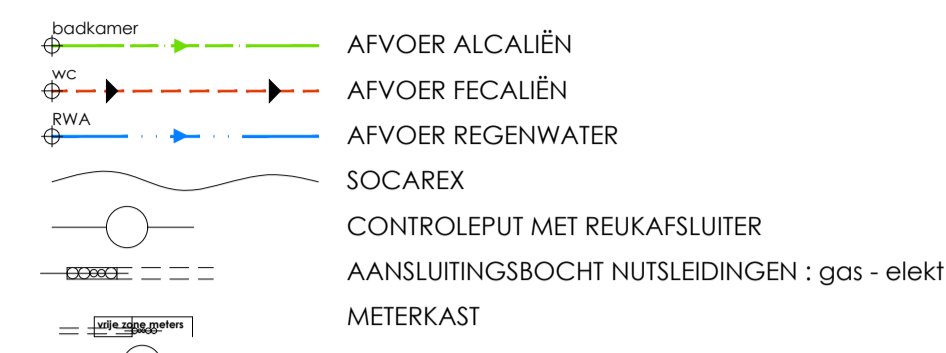 badkamer
AFVOER ALCALIËN
wc
AFVOER FECALIËN
RWA
AFVOER REGENWATER
SOCAREX
CONTROLEPUT MET REUKAFSLUITER
AANSLUITINGSBOCHT NUTSLEIDINGEN : gas - elekt
METERKAST
vrije zone meters